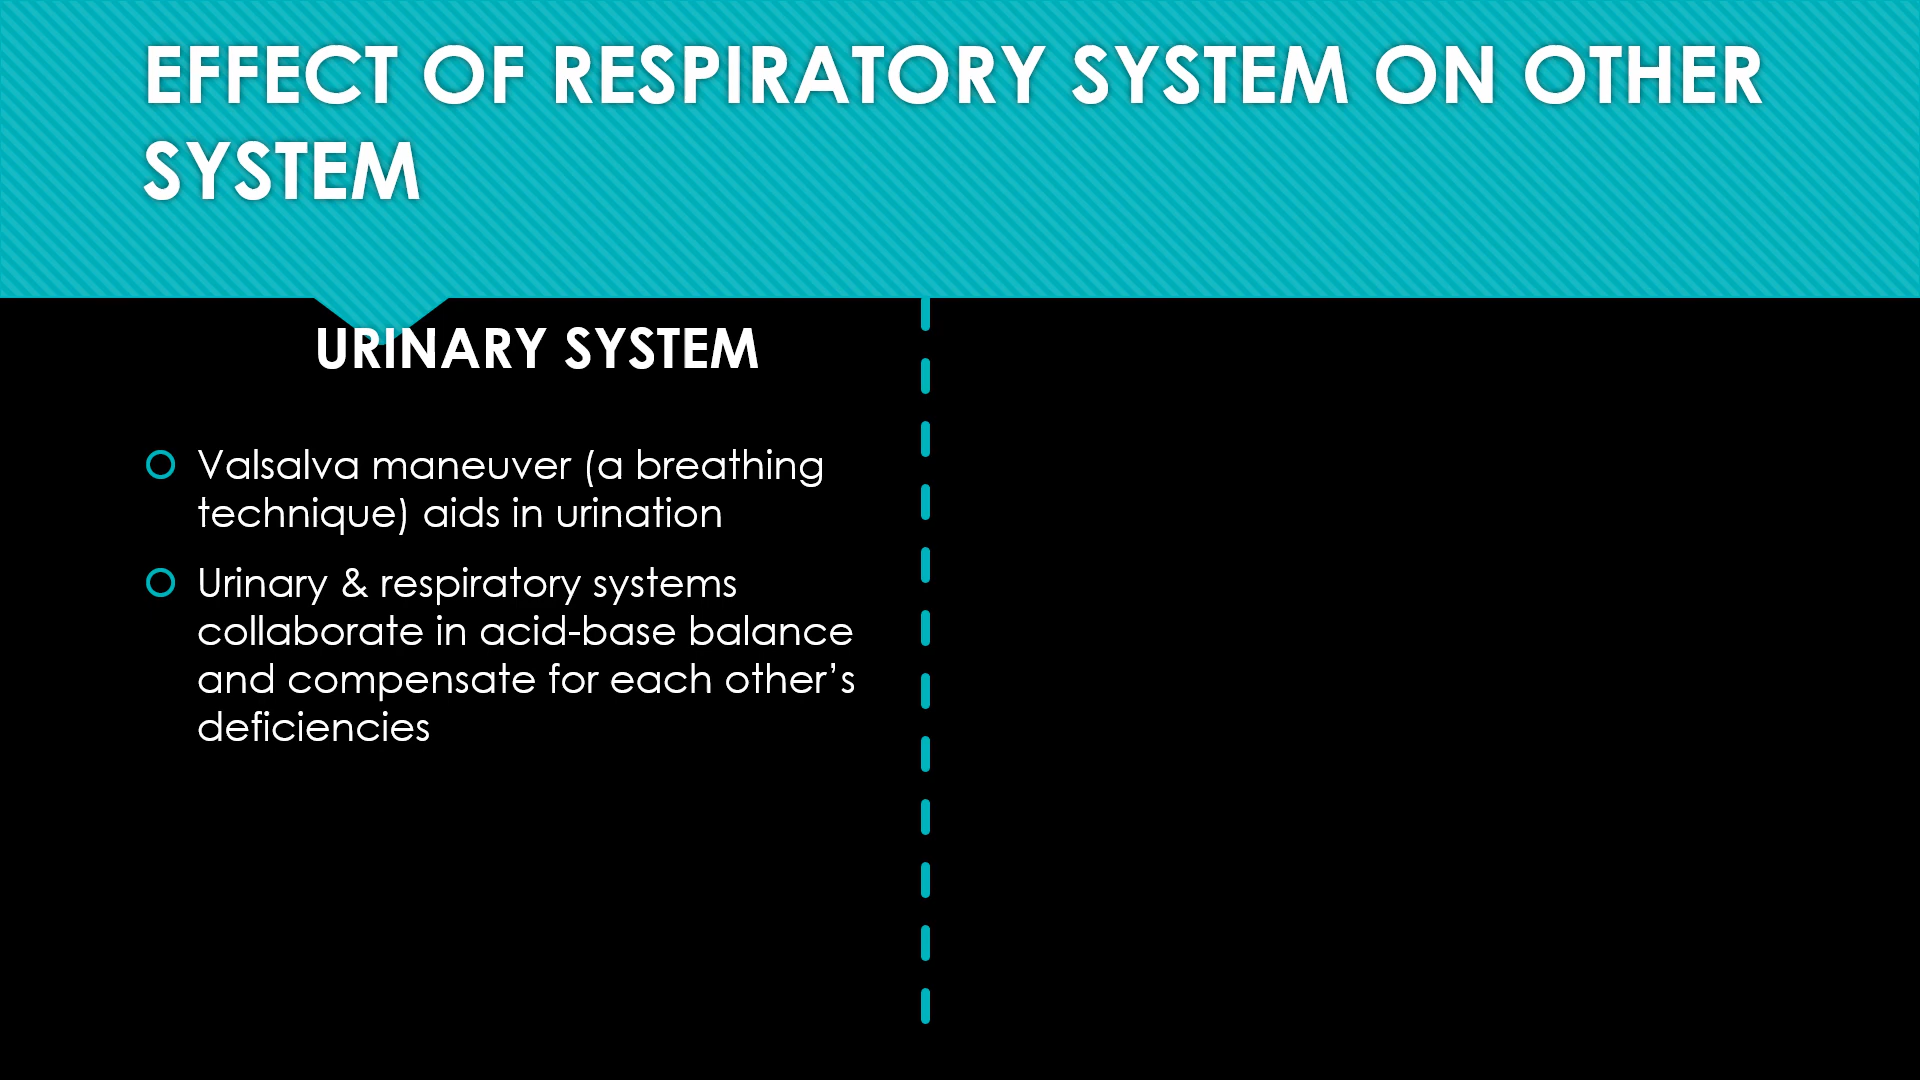 EFFECT OF RESPIRATORY SYSTEM ON OTHER
SYSTEM
URINARY SYSTEM
Valsalva maneuver (a breathing
technique) aids in urination
Urinary & respiratory systems
collaborate in acid-base balance
and compensate for each other’s
deficiencies